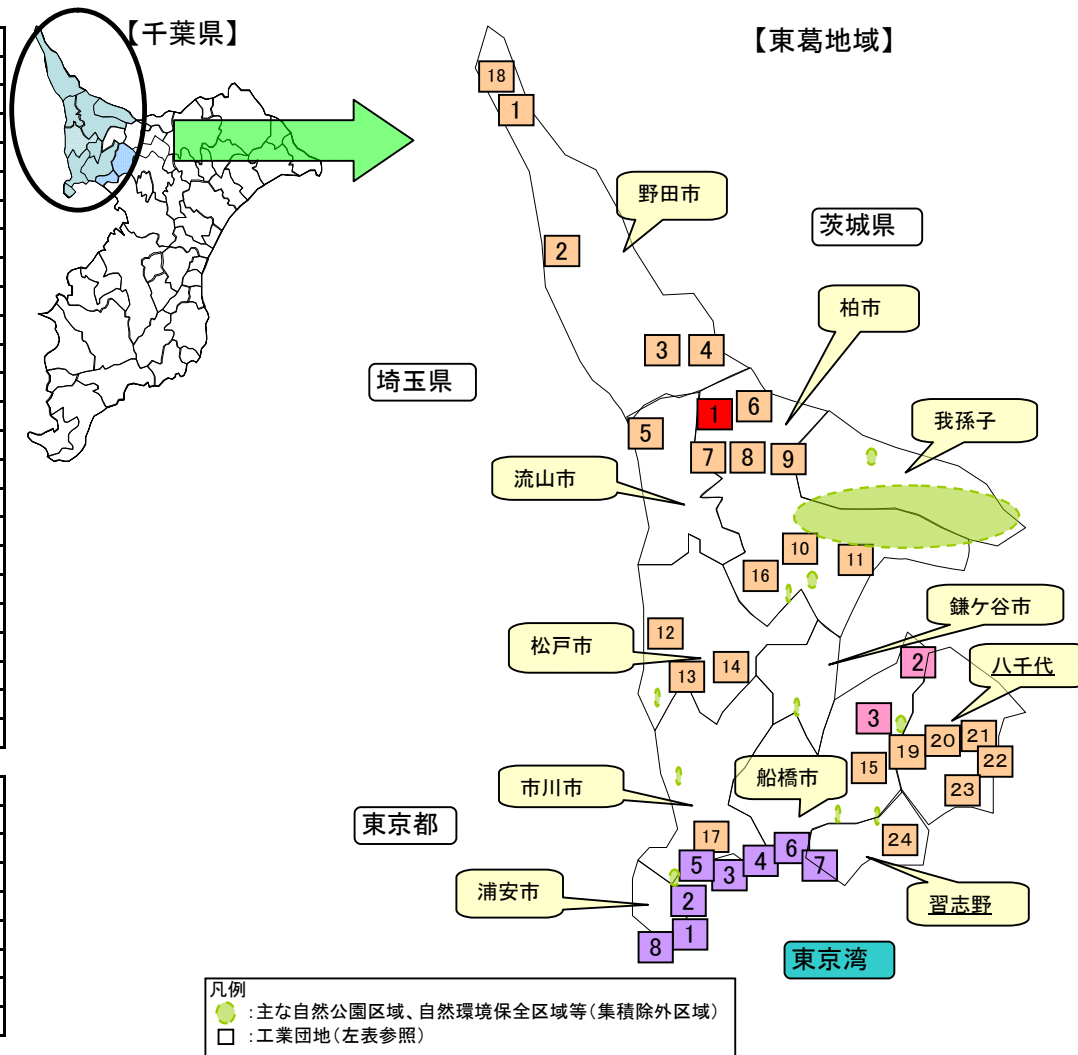 【千葉県】
【東葛地域】
18
1
野田市
茨城県
2
柏市
3
4
埼玉県
1
6
5
我孫子
7
8
9
流山市
10
11
16
鎌ケ谷市
12
松戸市
13
14
2
八千代
3
19
20
21
22
15
23
船橋市
市川市
東京都
17
24
5
3
4
6
7
浦安市
2
習志野
8
1
東京湾
凡例
:主な自然公園区域、自然環境保全区域等(集積除外区域)
:工業団地(左表参照)